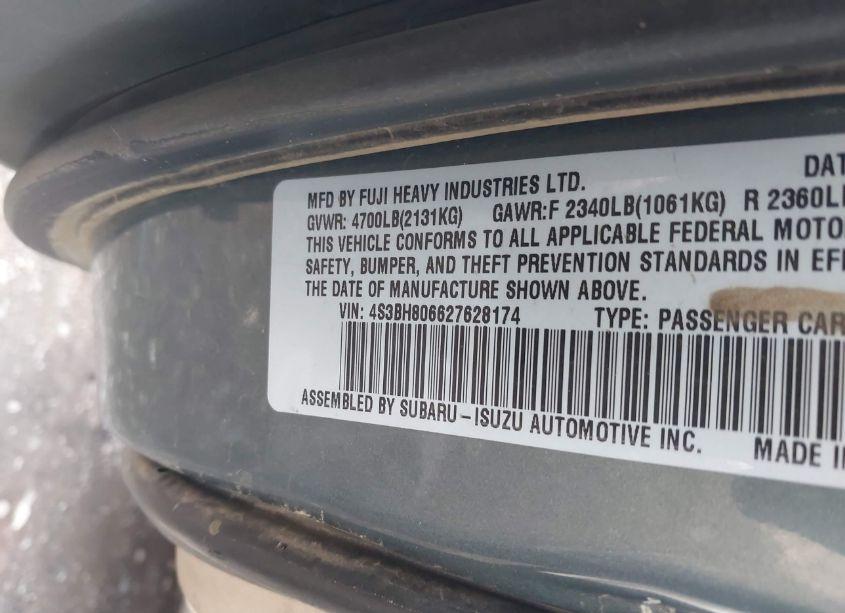 DAT
MFD BY FUJI HEAVY INDUSTRIES LTD.
GVWR: 4700LB(2131KG) GAWR:F 2340LB(1061KG) R 2360L
THIS VEHICLE CONFORMS TO ALL APPLICABLE FEDERAL MOTO
SAFETY, BUMPER, AND THEFT PREVENTION STANDARDS IN EF
THE DATE OF MANUFACTURE SHOWN ABOVE.
VIN: 4S3BH806627628174 TYPE: PASSENGER CAR
ASSEMBLED BY SUBARU-ISUZU AUTOMOTIVE INC.
MADE I